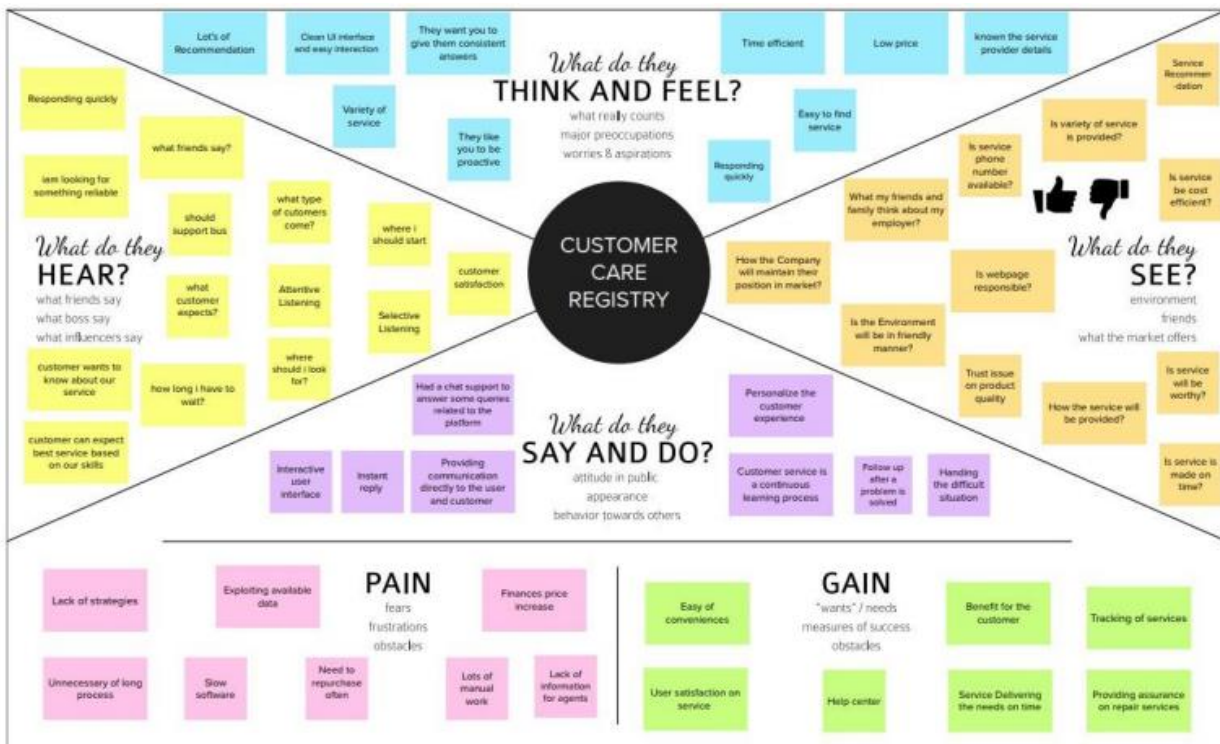 Lot's of
Recommendation
Clean UI interface
and easy interaction
They want you to
give them consistent
answers
Variety of
service
They like
you to be
proactive
What do they
THINK AND FEEL?
what really counts
major preoccupations
worries & aspirations
Time efficient
Low price
known the service
provider details
Easy to find
service
Responding
quickly
Responding quickly
what friends say?
iam looking for
something reliable
should
support bus
what type
of cutomers
come?
where i
should start
What do they
HEAR?
what friends say
what boss say
what influencers say
what
customer
expects?
Attentive
Listening
customer
satisfaction
Selective
Listening
customer wants to
know about our
service
how long i have to
wait?
where
should i look
for?
customer can expect
best service based
on our skills
CUSTOMER
CARE
REGISTRY
Service
Recommen
-dation
Is variety of service
is provided?
Is service
phone
number
available?
Is service
be cost
efficient?
What my friends and
family think about my
employer?
How the Company
will maintain their
position in market?
Is webpage
responsible?
What do they
SEE?
environment
friends
what the market offers
Is the Environment
will be in friendly
manner?
Trust issue
on product
quality
How the service will
be provided?
Is service
will be
worthy?
Is service is
made on
time?
Had a chat support to
answer some queries
related to the
platform
Interactive
user
interface
Instant
reply
Providing
communication
directly to the user
and customer
What do they
SAY AND DO?
attitude in public
appearance
behavior towards others
Personalize the
customer
experience
Customer service is
a continuous
learning process
Follow up
after a
problem is
solved
Handing
the difficult
situation
PAIN
fears
frustrations
obstacles
Lack of strategies
Exploiting available
data
Finances price
increase
Unnecessary of long
process
Slow
software
Need to
repurchase
often
Lots of
manual
work
Lack of
information
for agents
GAIN
"wants" / needs
measures of success
obstacles
Easy of
conveniences
Benefit for the
customer
Tracking of services
User satisfaction on
service
Help center
Service Delivering
the needs on time
Providing assurance
on repair services